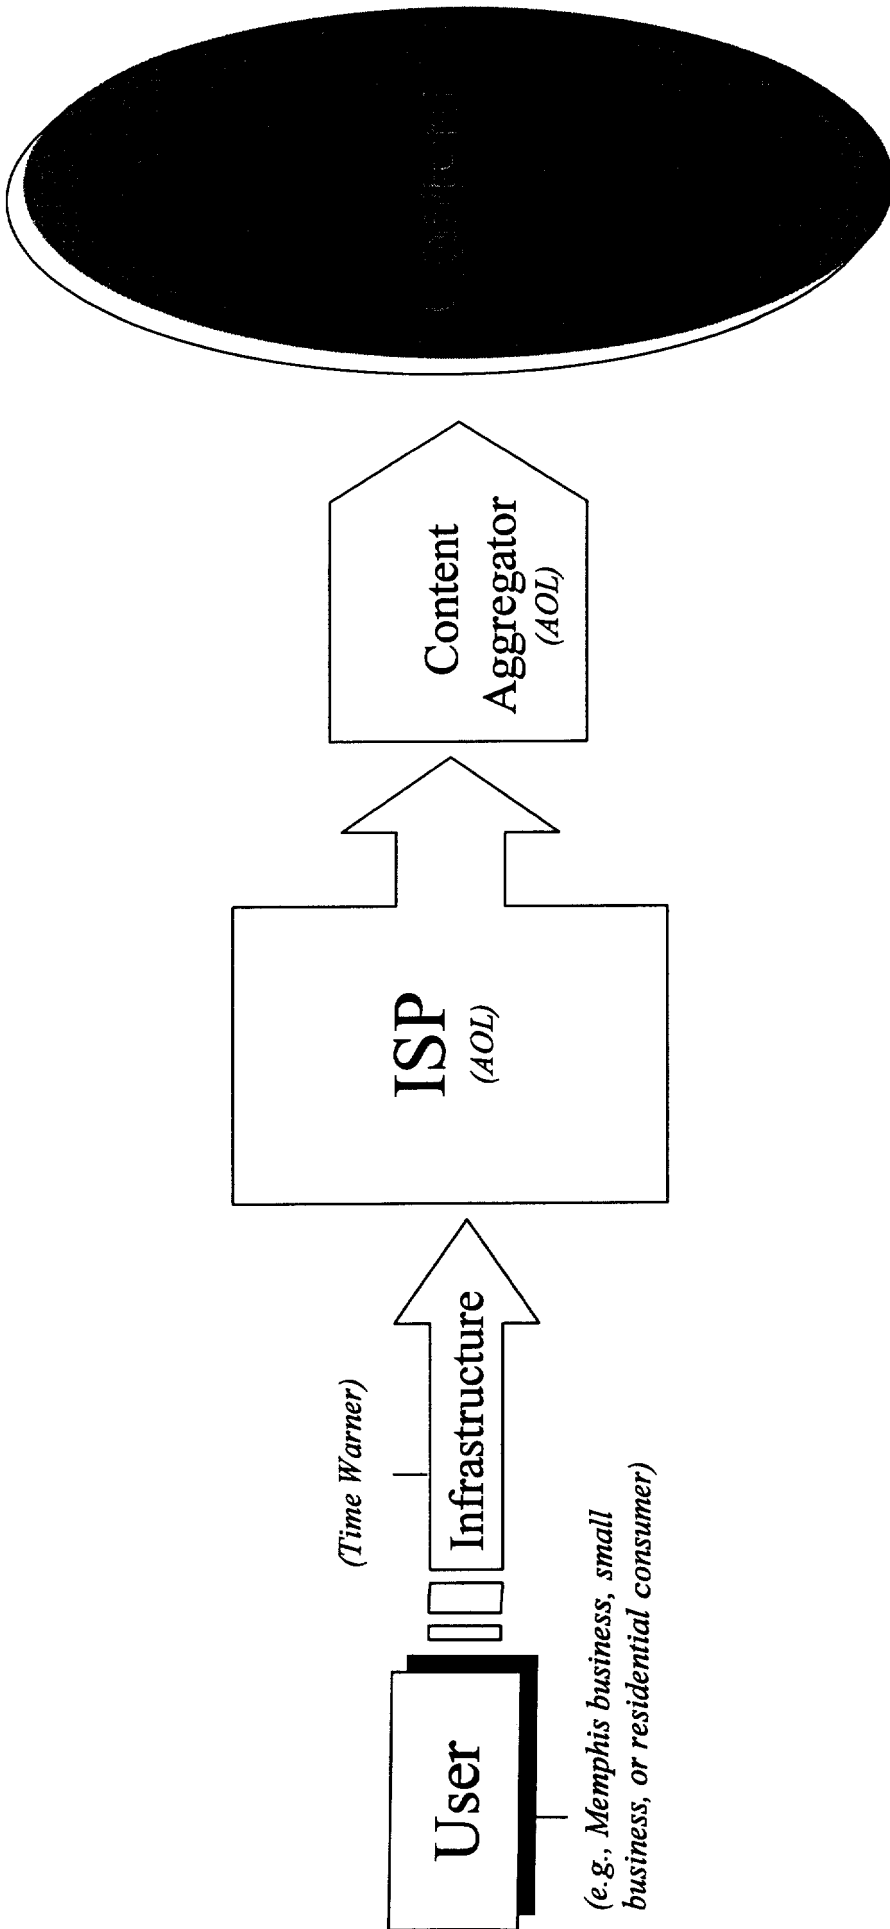 User
(e.g., Memphis business, small
business, or residential consumer)
(Time Warner)
Infrastructure
ISP
(AOL)
Content
Aggregator
(AOL)